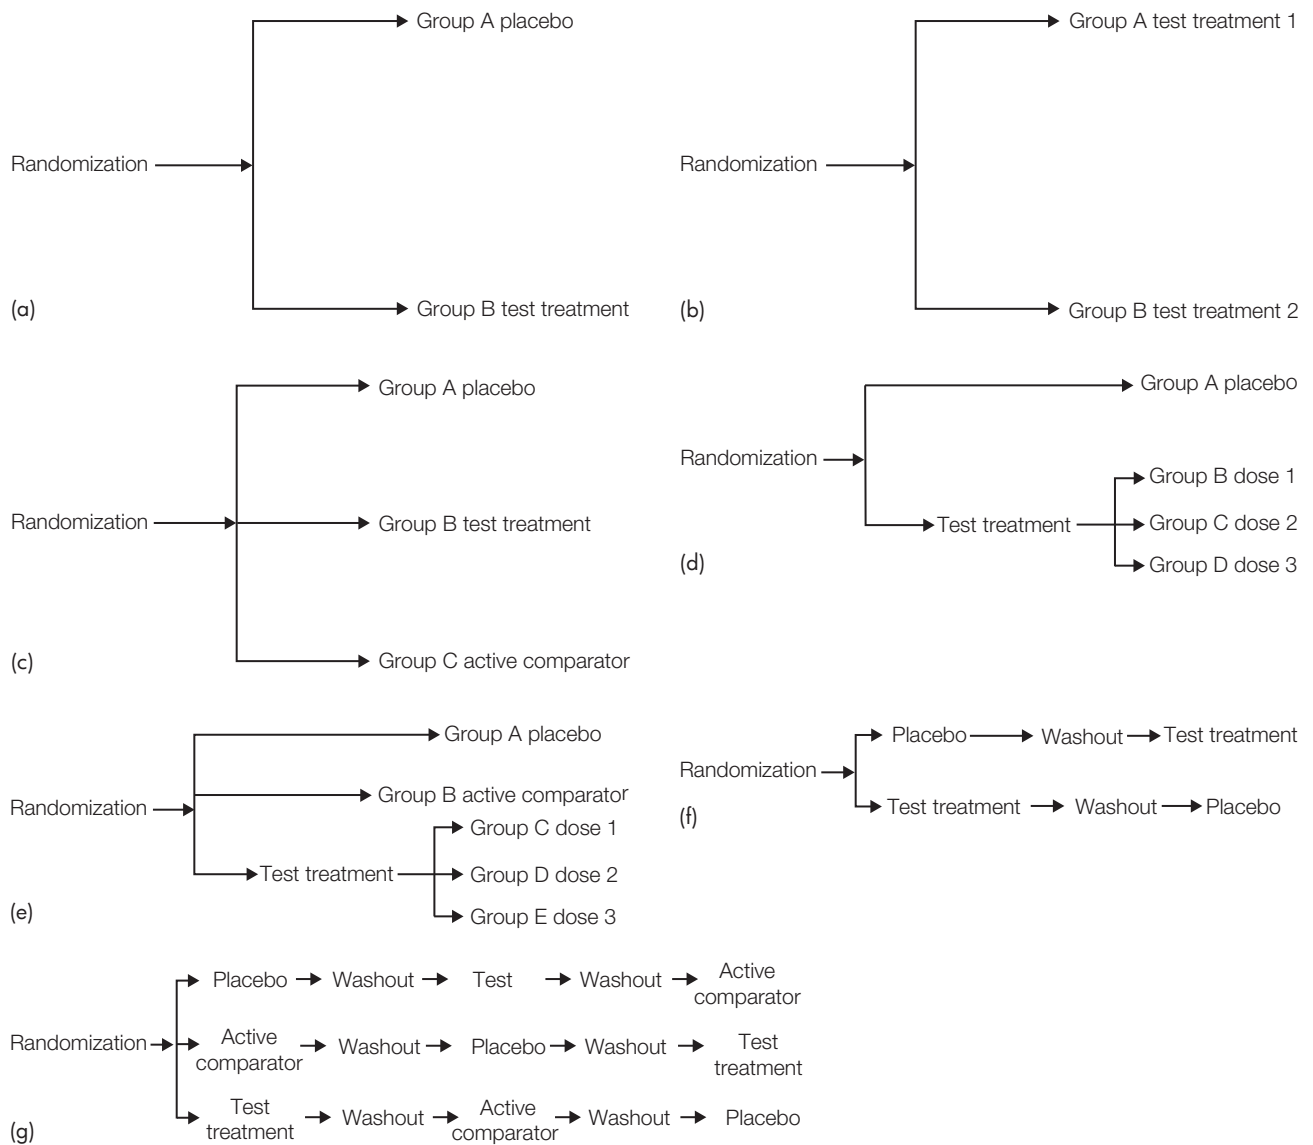 Group A placebo
Randomization
Group B test treatment
(a)
Group A test treatment 1
Randomization
Group B test treatment 2
(b)
Group A placebo
Randomization
Group B test treatment
Group C active comparator
(c)
Group A placebo
Randomization
Group B dose 1
Test treatment
Group C dose 2
Group D dose 3
(d)
Group A placebo
Randomization
Group B active comparator
Group C dose 1
Test treatment
Group D dose 2
Group E dose 3
(e)
Placebo
Washout
Test treatment
Randomization
Test treatment
Washout
Placebo
(f)
Placebo
Washout
Test
Washout
Active
comparator
Randomization
Active
comparator
Washout
Placebo
Washout
Test
treatment
Test
treatment
Washout
Active
comparator
Washout
Placebo
(g)